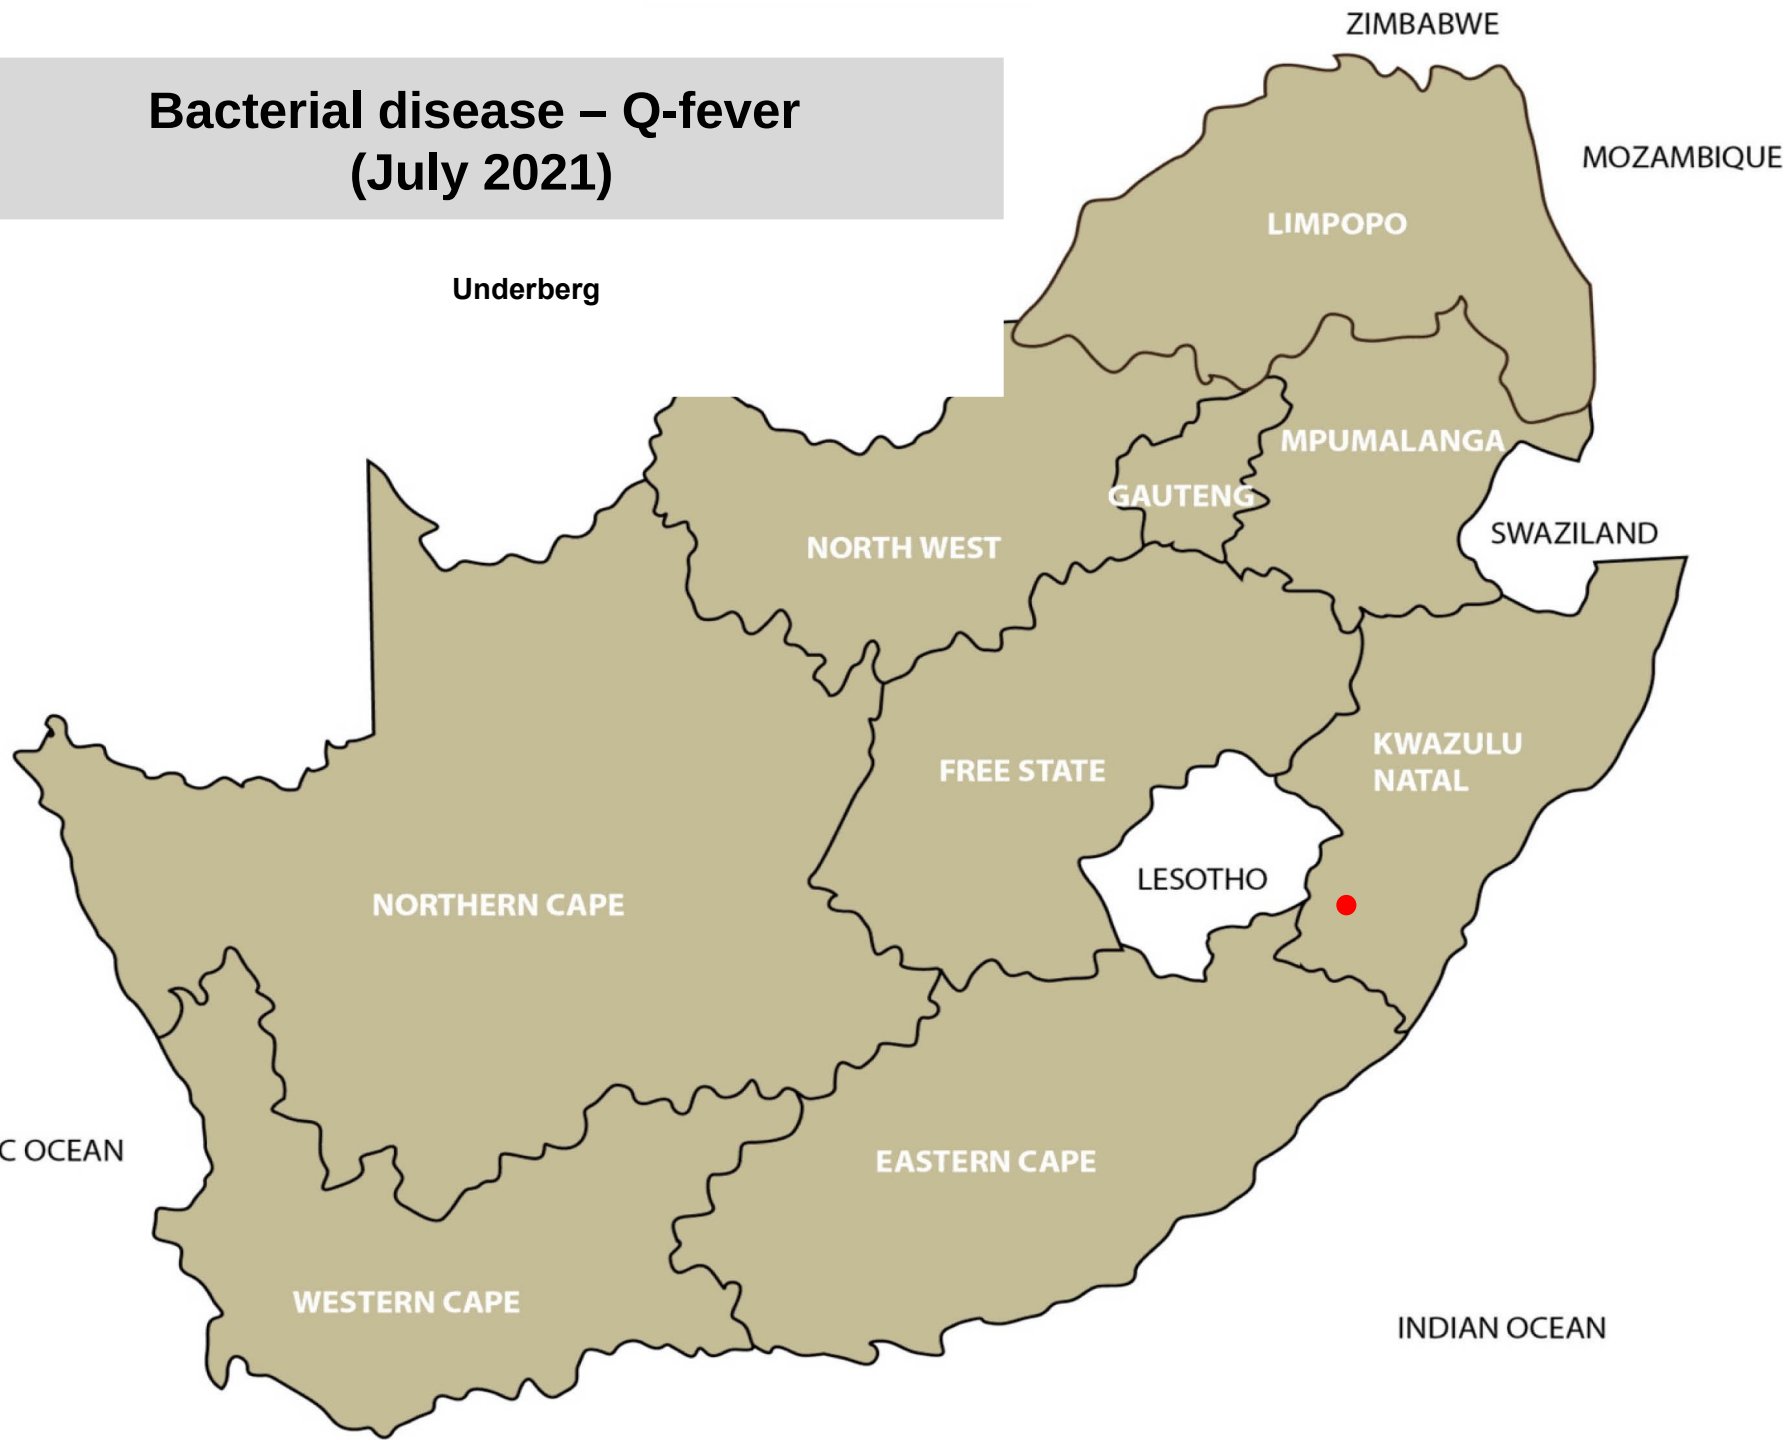 ZIMBABWE
Bacterial disease – Q-fever
(July 2021)
MOZAMBIQUE
LIMPOPO
Underberg
MPUMALANGA
GAUTENG
SWAZILAND
NORTH WEST
KWAZULU
NATAL
FREE STATE
LESOTHO
NORTHERN CAPE
C OCEAN
EASTERN CAPE
WESTERN CAPE
INDIAN OCEAN